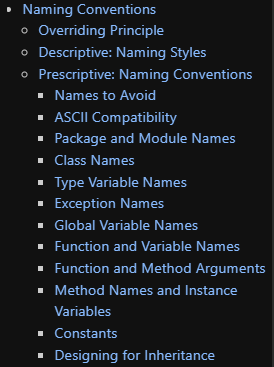 Naming Conventions
Overriding Principle
Descriptive: Naming Styles
Prescriptive: Naming Conventions
Names to Avoid
ASCII Compatibility
Package and Module Names
Class Names
Type Variable Names
Exception Names
Global Variable Names
Function and Variable Names
Function and Method Arguments
Method Names and Instance
Variables
Constants
Designing for Inheritance